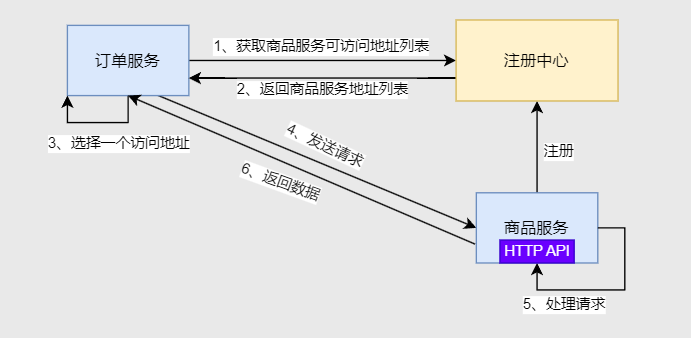 订单服务
1、获取商品服务可访问地址列表
注册中心
2、返回商品服务地址列表
3、选择一个访问地址
4、发送请求
注册
6、返回数据
商品服务
HTTP API
5、处理请求